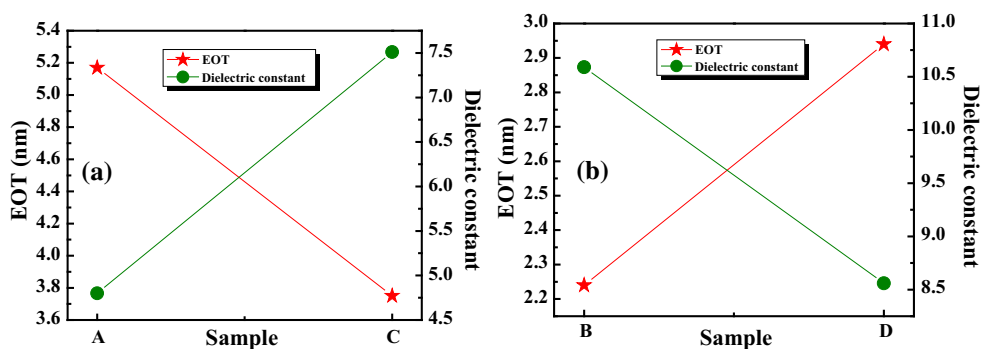 5.4
5.2
5.0
4.8
4.6
4.4
4.2
4.0
3.8
3.6
EOT (nm)
EOT
Dielectric constant
(a)
7.5
7.0
6.5
6.0
5.5
5.0
4.5
Dielectric constant
A
Sample
C
3.0
2.9
2.8
2.7
2.6
2.5
2.4
2.3
2.2
EOT (nm)
EOT
Dielectric constant
(b)
11.0
10.5
10.0
9.5
9.0
8.5
Dielectric constant
B
Sample
D